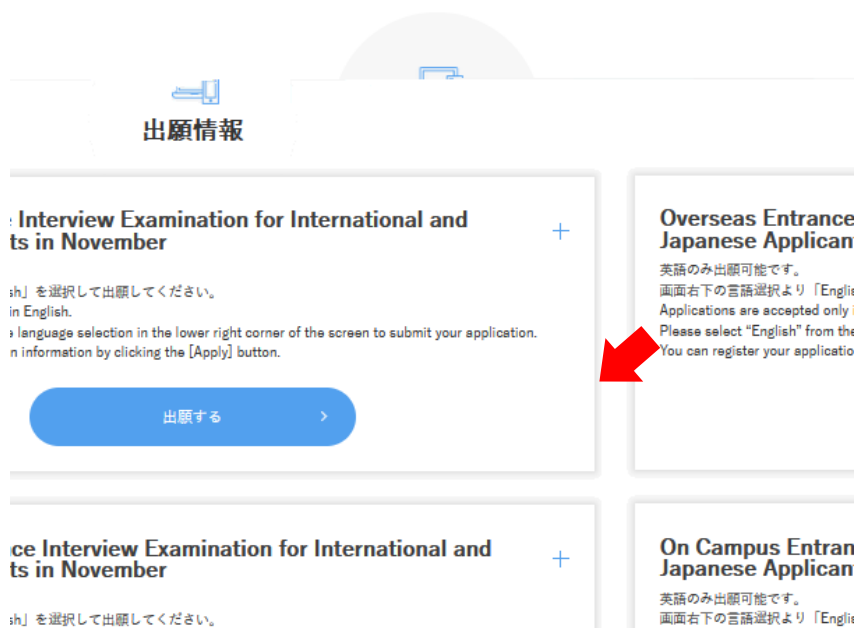 出願情報
Interview Examination for International and
ts in November
sh」を選択して出願してください。
in English.
language selection in the lower right corner of the screen to submit your application.
n information by clicking the [Apply] button.
出願する
Overseas Entrance
Japanese Applican
英語のみ出願可能です。
画面右下の言語選択より「Englis
Applications are accepted only
Please select “English” from the
You can register your applicatio
ce Interview Examination for International and
ts in November
sh」を選択して出願してください。
On Campus Entran
Japanese Applican
英語のみ出願可能です。
画面右下の言語選択より「Englis